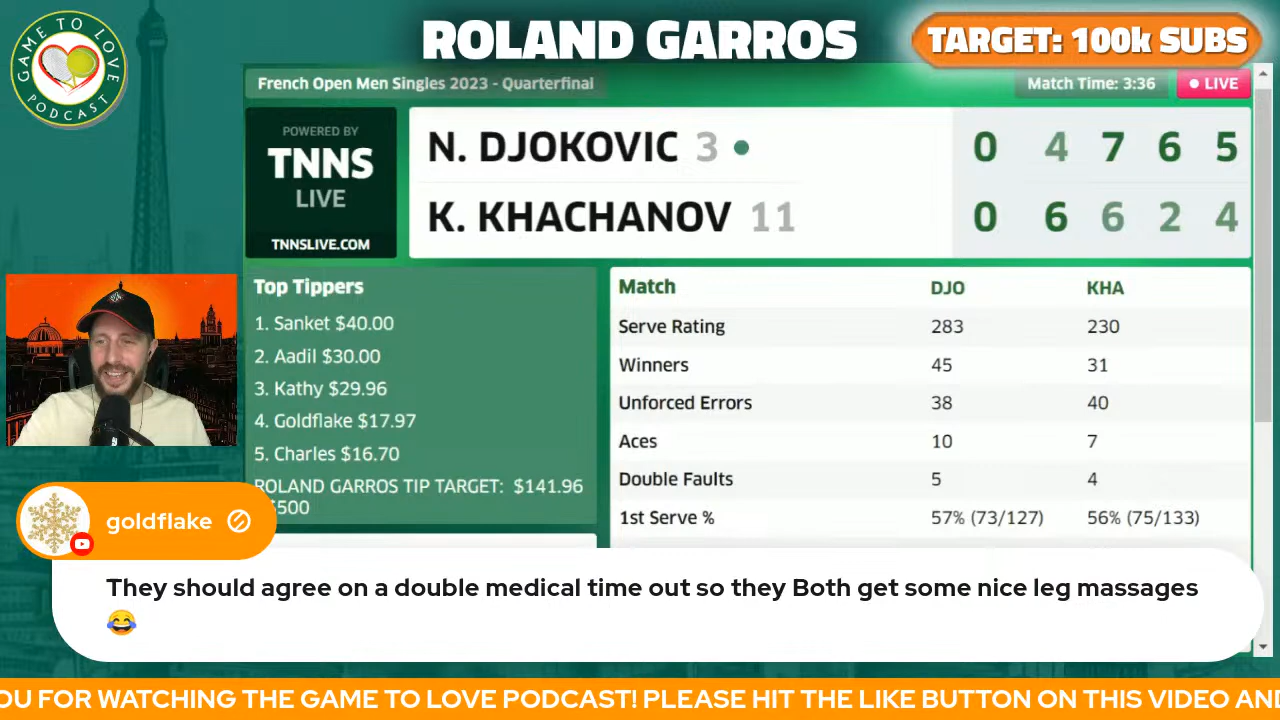 GAME TO LOVE
PODCAST
ROLAND GARROS
TARGET: 100k SUBS
French Open Men Singles 2023 - Quarterfinal
Match Time: 3:36
LIVE
POWERED BY
TNNS
LIVE
TNNSLIVE.COM
N. DJOKOVIC 3 0 4 7 6 5
K. KHACHANOV 11 0 6 6 2 4
Top Tippers
1. Sanket $40.00
2. Aadil $30.00
3. Kathy $29.96
4. Goldflake $17.97
5. Charles $16.70
ROLAND GARROS TIP TARGET: $141.96
$500
Match DJO KHA
Serve Rating 283 230
Winners 45 31
Unforced Errors 38 40
Aces 10 7
Double Faults 5 4
1st Serve % 57% (73/127) 56% (75/133)
goldflake
They should agree on a double medical time out so they Both get some nice leg massages
😂
OU FOR WATCHING THE GAME TO LOVE PODCAST! PLEASE HIT THE LIKE BUTTON ON THIS VIDEO AN